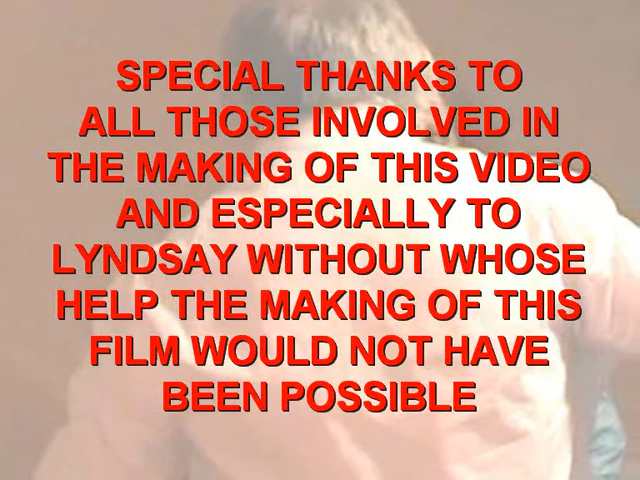 SPECIAL THANKS TO
ALL THOSE INVOLVED IN
THE MAKING OF THIS VIDEO
AND ESPECIALLY TO
LYNDSAY WITHOUT WHOSE
HELP THE MAKING OF THIS
FILM WOULD NOT HAVE
BEEN POSSIBLE